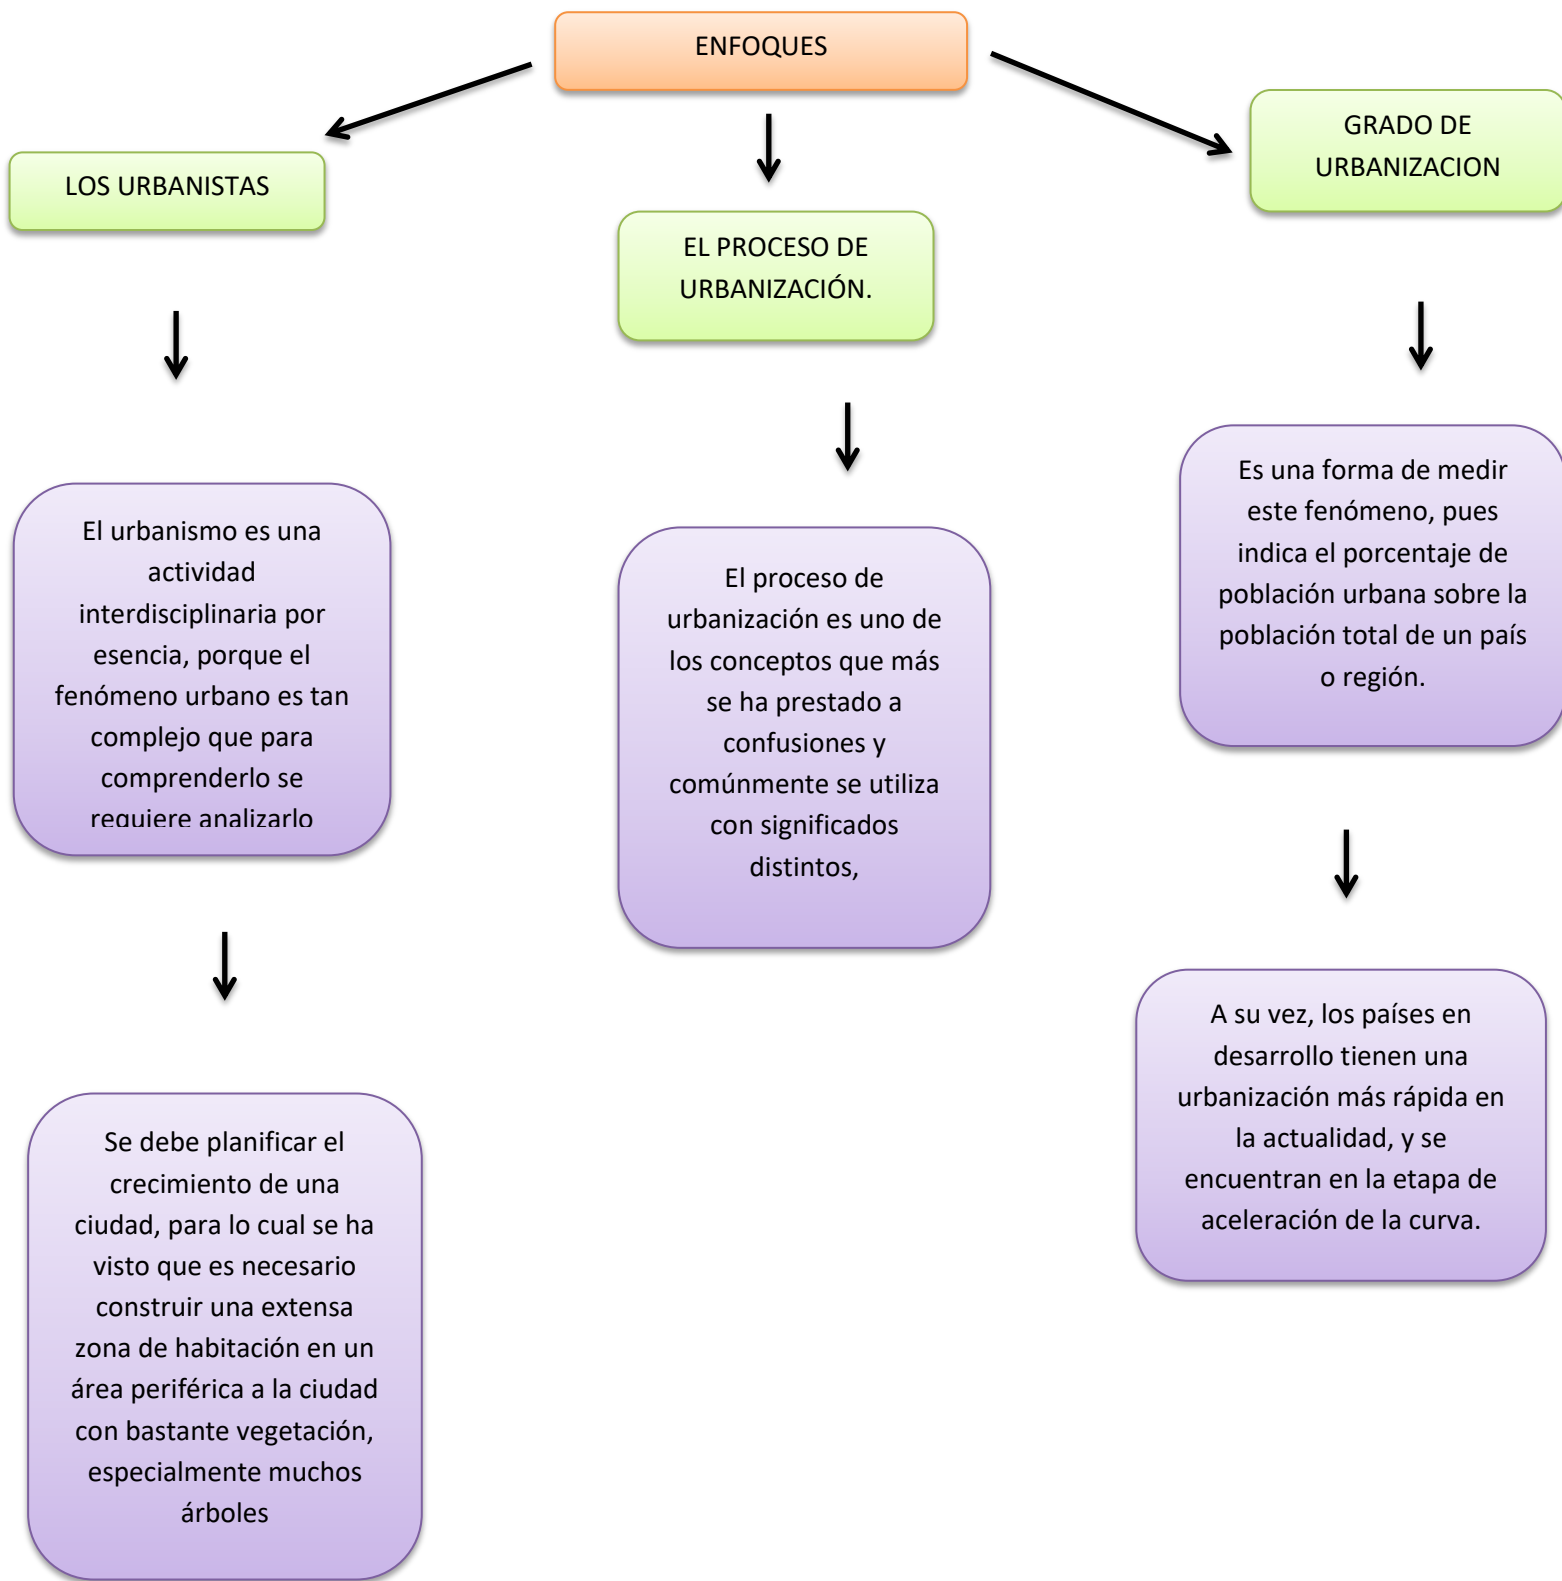 ENFOQUES
LOS URBANISTAS
El urbanismo es una
actividad
interdisciplinaria por
esencia, porque el
fenómeno urbano es tan
complejo que para
comprenderlo se
requiere analizarlo
Se debe planificar el
crecimiento de una
ciudad, para lo cual se ha
visto que es necesario
construir una extensa
zona de habitación en un
área periférica a la ciudad
con bastante vegetación,
especialmente muchos
árboles
EL PROCESO DE
URBANIZACIÓN.
El proceso de
urbanización es uno de
los conceptos que más
se ha prestado a
confusiones y
comúnmente se utiliza
con significados
distintos,
GRADO DE
URBANIZACION
Es una forma de medir
este fenómeno, pues
indica el porcentaje de
población urbana sobre la
población total de un país
o región.
A su vez, los países en
desarrollo tienen una
urbanización más rápida en
la actualidad, y se
encuentran en la etapa de
aceleración de la curva.